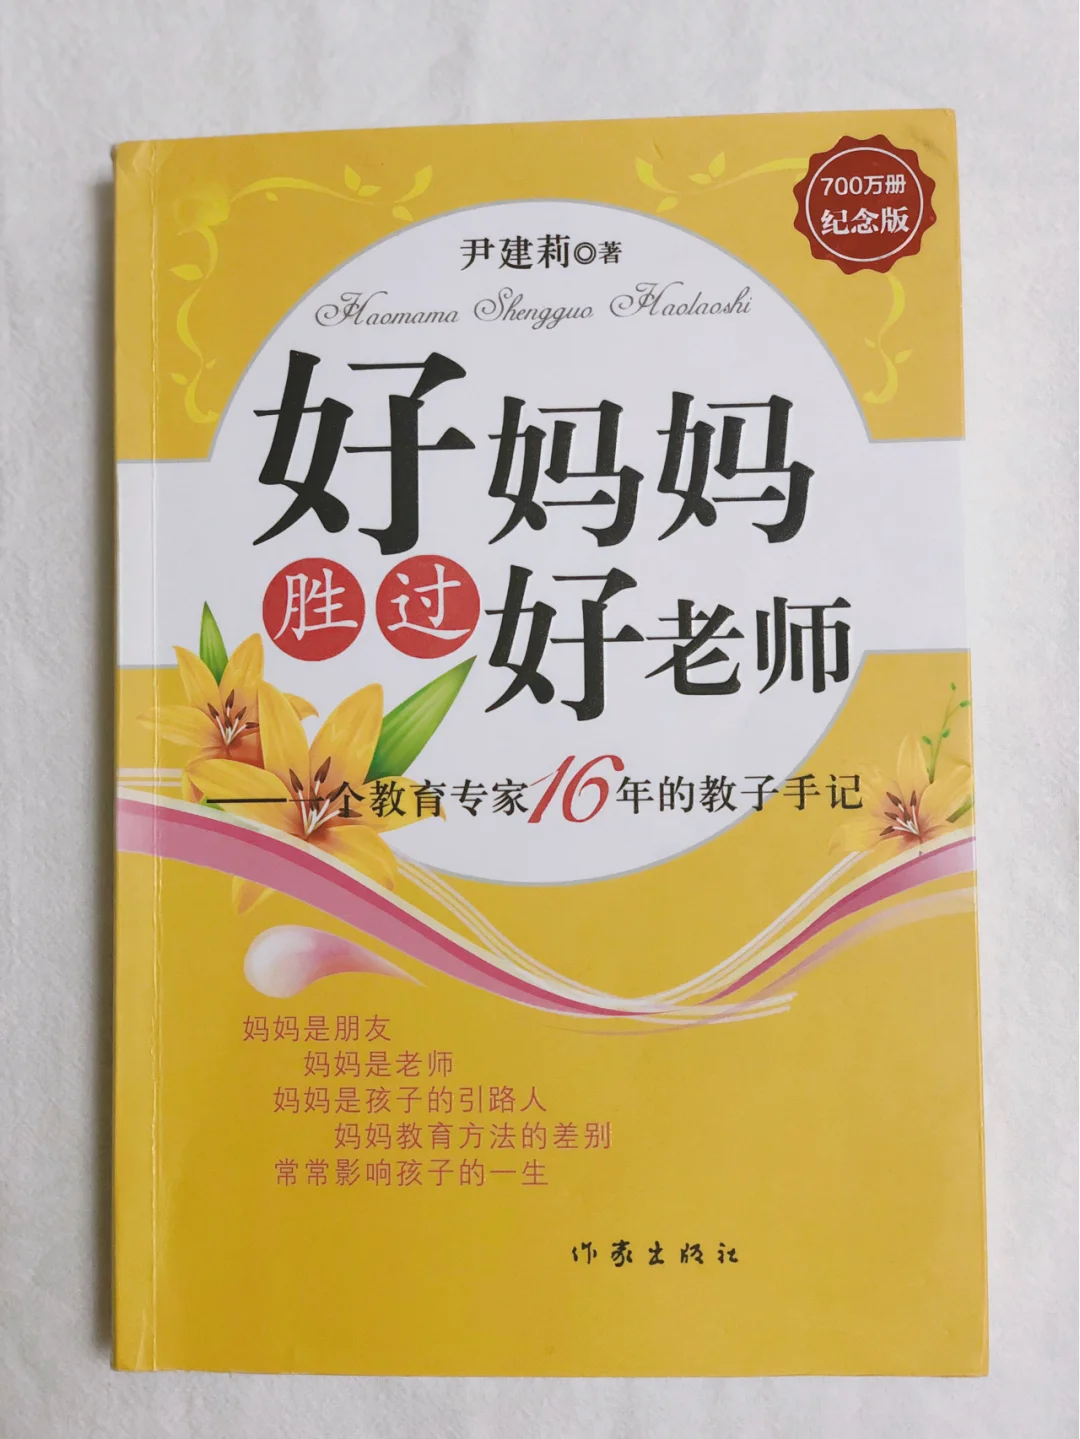 700万册
纪念版
尹建莉◎著
Haomama Shengguo Haolaoshi
好妈妈
胜过好老师
——一个教育专家16年的教子手记
妈妈是朋友
妈妈是老师
妈妈是孩子的引路人
妈妈教育方法的差别
常常影响孩子的一生
作家出版社